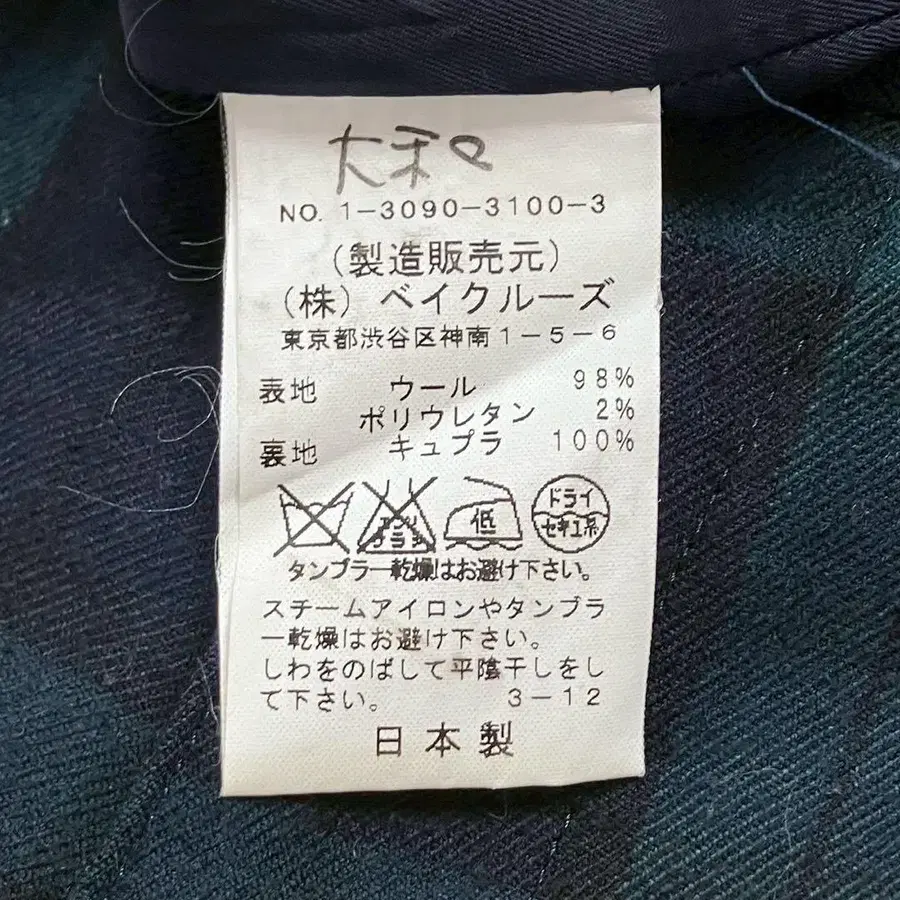 大和
NO. 1-3090-3100-3
(製造販売元)
(株) ベイクルーズ
東京都渋谷区神南1-5-6
表地 ウール 98%
ポリウレタン 2%
裏地 キュプラ 100%
エンソ サラシ 低 ドライ セキユ系
タンブラー乾燥はお避け下さい。
スチームアイロンやタンブラ
ー乾燥はお避け下さい。
しわをのばして平陰干しをし
て下さい。 3-12
日本製